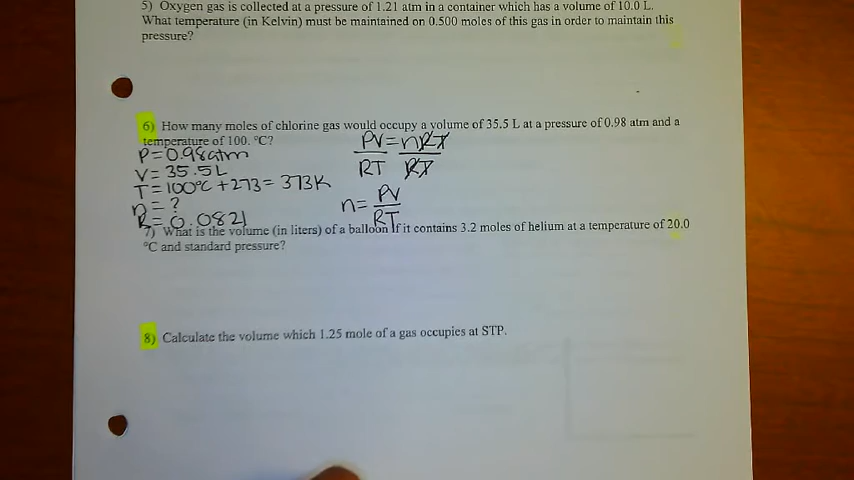 5) Oxygen gas is collected at a pressure of 1.21 atm in a container which has a volume of 10.0 L.
What temperature (in Kelvin) must be maintained on 0.500 moles of this gas in order to maintain this
pressure?
6) How many moles of chlorine gas would occupy a volume of 35.5 L at a pressure of 0.98 atm and a
temperature of 100. °C?
P = 0.98atm
V = 35.5L
T = 100°C + 273 = 373K
n = ?
R = 0.0821
PV = nRT
RT RT
n = PV
RT
7) What is the volume (in liters) of a balloon if it contains 3.2 moles of helium at a temperature of 20.0
°C and standard pressure?
8) Calculate the volume which 1.25 mole of a gas occupies at STP.